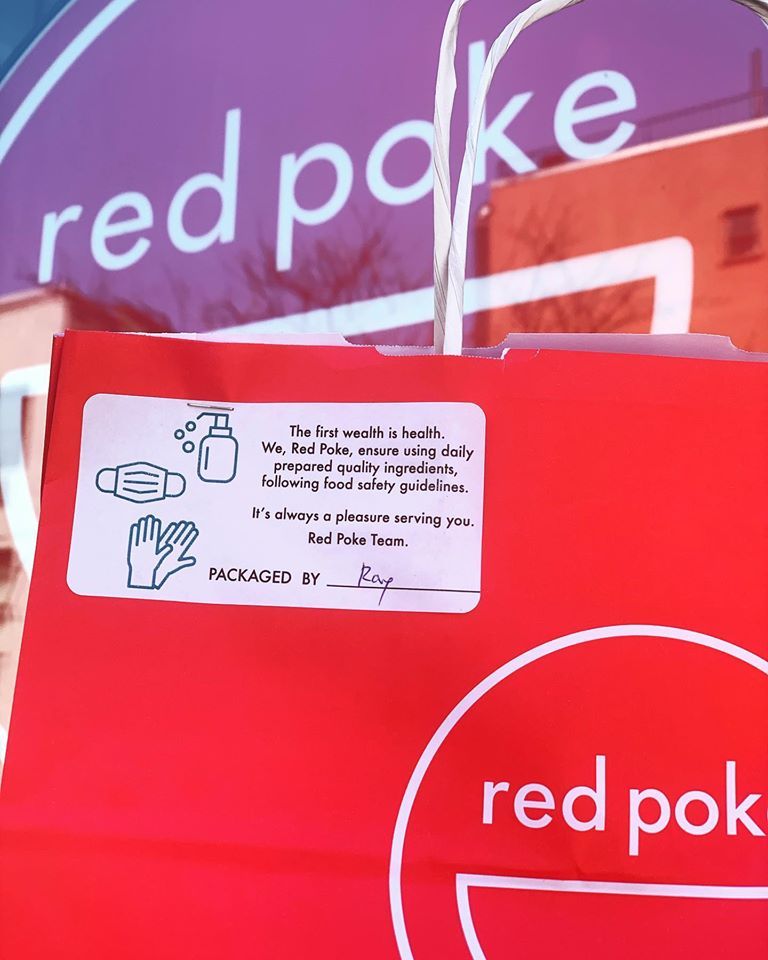 red poke
The first wealth is health.
We, Red Poke, ensure using daily
prepared quality ingredients,
following food safety guidelines.
It's always a pleasure serving you.
Red Poke Team.
PACKAGED BY Ray
red pok